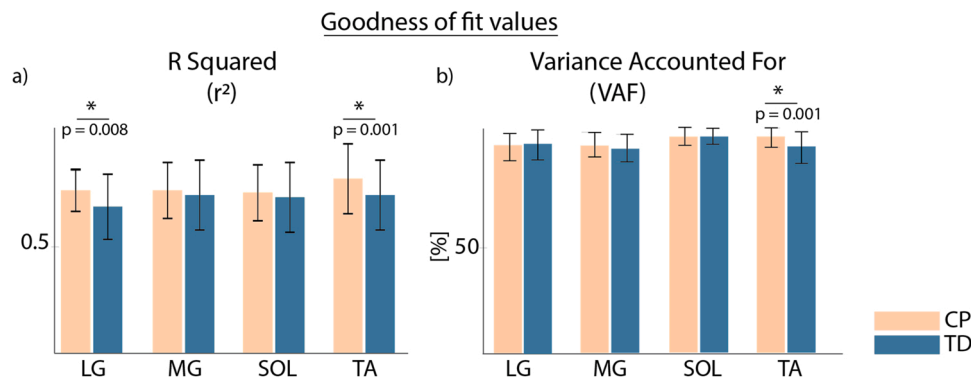 Goodness of fit values
a)
R Squared
(r²)
*
p = 0.008
*
p = 0.001
0.5
LG MG SOL TA
b)
Variance Accounted For
(VAF)
*
p = 0.001
[%]
50
LG MG SOL TA
CP
TD